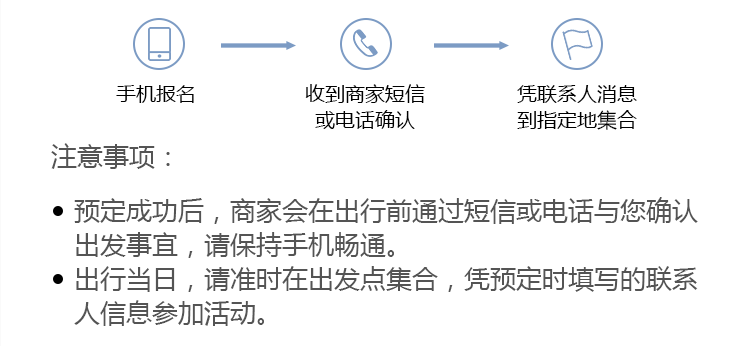 手机报名
收到商家短信
或电话确认
凭联系人消息
到指定地集合
注意事项：
预定成功后，商家会在出行前通过短信或电话与您确认
出发事宜，请保持手机畅通。
出行当日，请准时在出发点集合，凭预定时填写的联系
人信息参加活动。